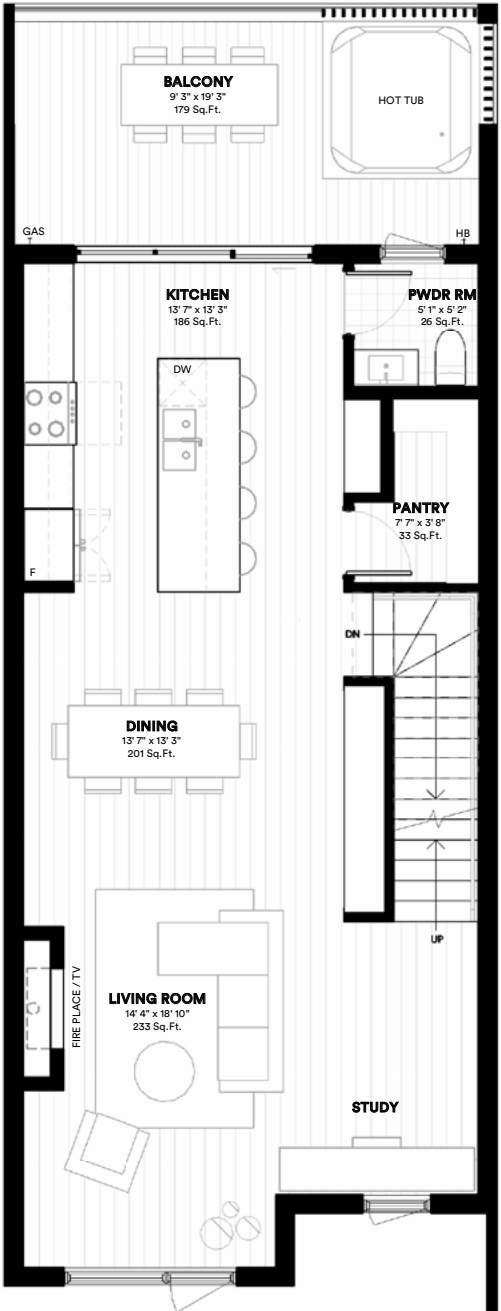 BALCONY
9' 3" x 19' 3"
179 Sq.Ft.
HOT TUB
GAS
HB
KITCHEN
13' 7" x 13' 3"
186 Sq.Ft.
PWDR RM
5' 1" x 5' 2"
26 Sq.Ft.
DW
PANTRY
7' 7" x 3' 8"
33 Sq.Ft.
F
DN
DINING
13' 7" x 13' 3"
201 Sq.Ft.
UP
FIRE PLACE / TV
LIVING ROOM
14' 4" x 18' 10"
233 Sq.Ft.
STUDY